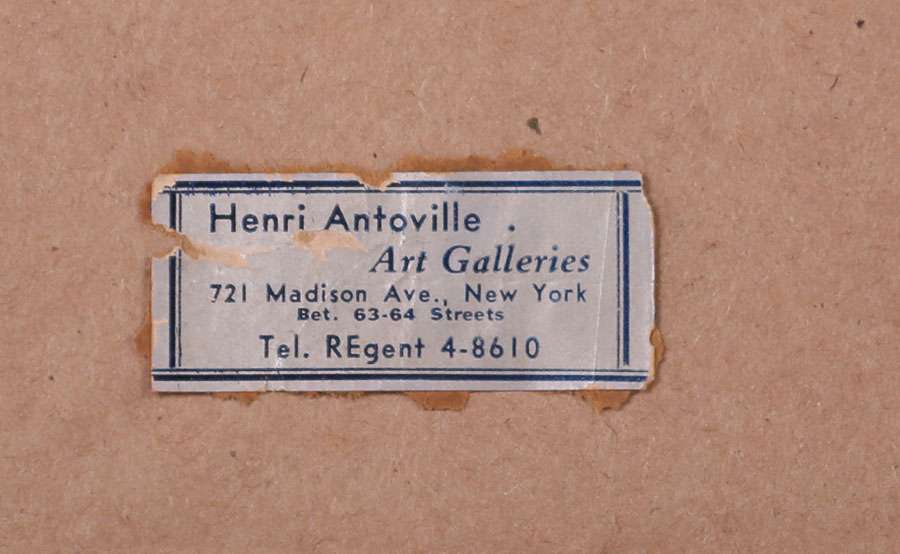 Henri Antoville .
Art Galleries
721 Madison Ave., New York
Bet. 63-64 Streets
Tel. REgent 4-8610